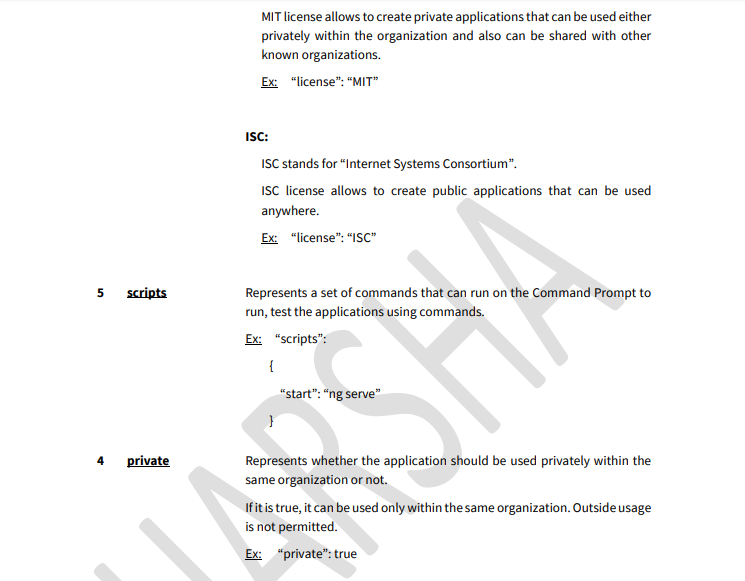 MIT license allows to create private applications that can be used either
privately within the organization and also can be shared with other
known organizations.
Ex: “license”: “MIT”
ISC:
ISC stands for “Internet Systems Consortium”.
ISC license allows to create public applications that can be used
anywhere.
Ex: “license”: “ISC”
5 scripts Represents a set of commands that can run on the Command Prompt to
run, test the applications using commands.
Ex: “scripts”:
{
“start”: “ng serve”
}
4 private Represents whether the application should be used privately within the
same organization or not.
If it is true, it can be used only within the same organization. Outside usage
is not permitted.
Ex: “private”: true
HARSHA